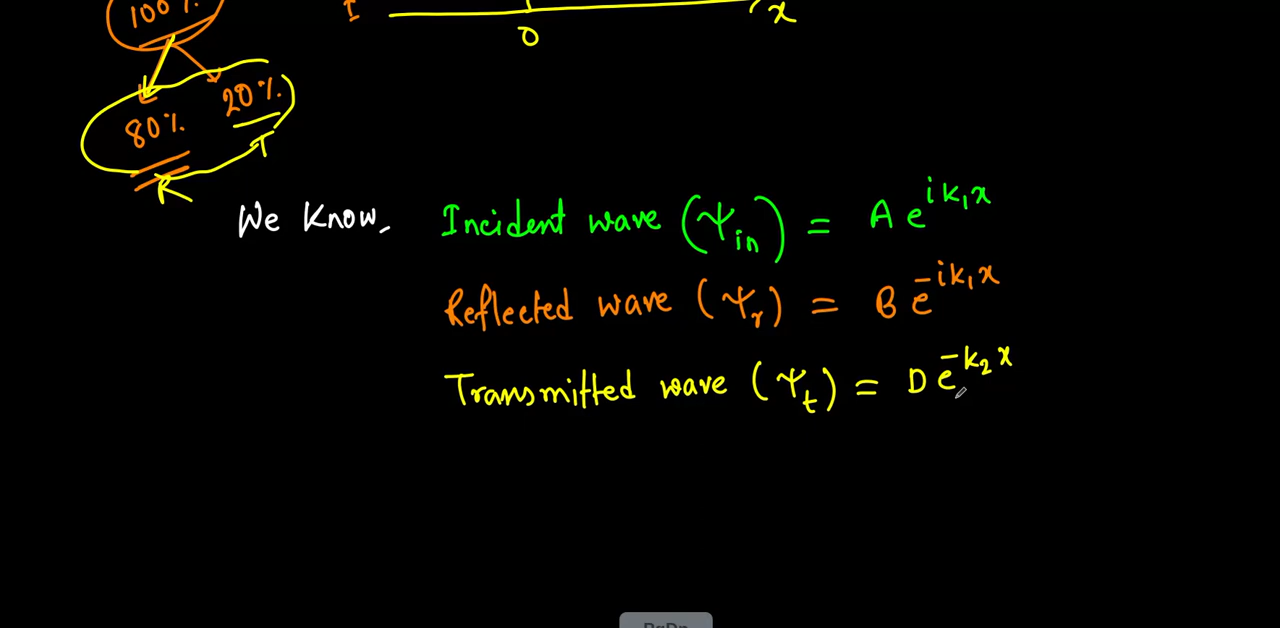 100%
I
0
x
80%
20%
R
T
We know, Incident wave (Ψin) = A e^{ik₁x}
Reflected wave (Ψr) = B e^{-ik₁x}
Transmitted wave (Ψt) = D e^{-k₂x}